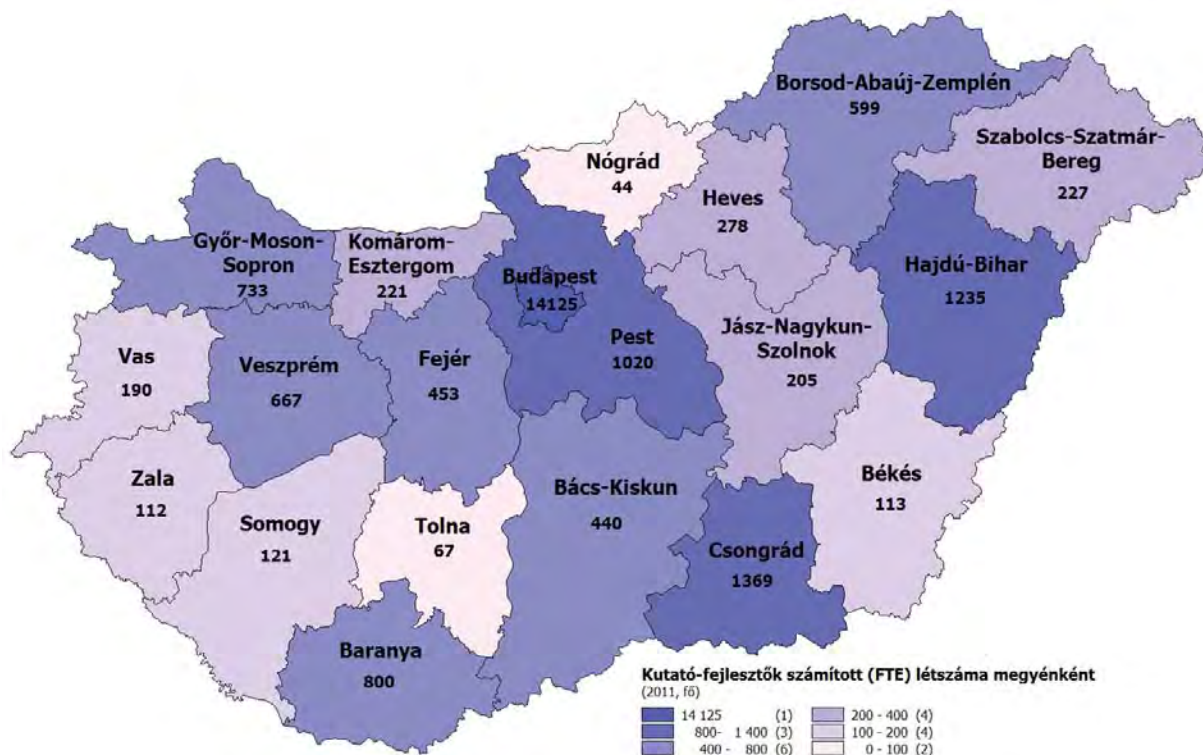 Borsod-Abaúj-Zemplén
599
Szabolcs-Szatmár-
Bereg
227
Nógrád
44
Heves
278
Győr-Moson-
Sopron
733
Komárom-
Esztergom
221
Budapest
14125
Pest
1020
Hajdú-Bihar
1235
Jász-Nagykun-
Szolnok
205
Vas
190
Veszprém
667
Fejér
453
Zala
112
Somogy
121
Tolna
67
Bács-Kiskun
440
Békés
113
Csongrád
1369
Baranya
800
Kutató-fejlesztők számított (FTE) létszáma megyénként
(2011, fő)
14 125 (1) 200 - 400 (4)
800- 1 400 (3) 100 - 200 (4)
400 - 800 (6) 0 - 100 (2)